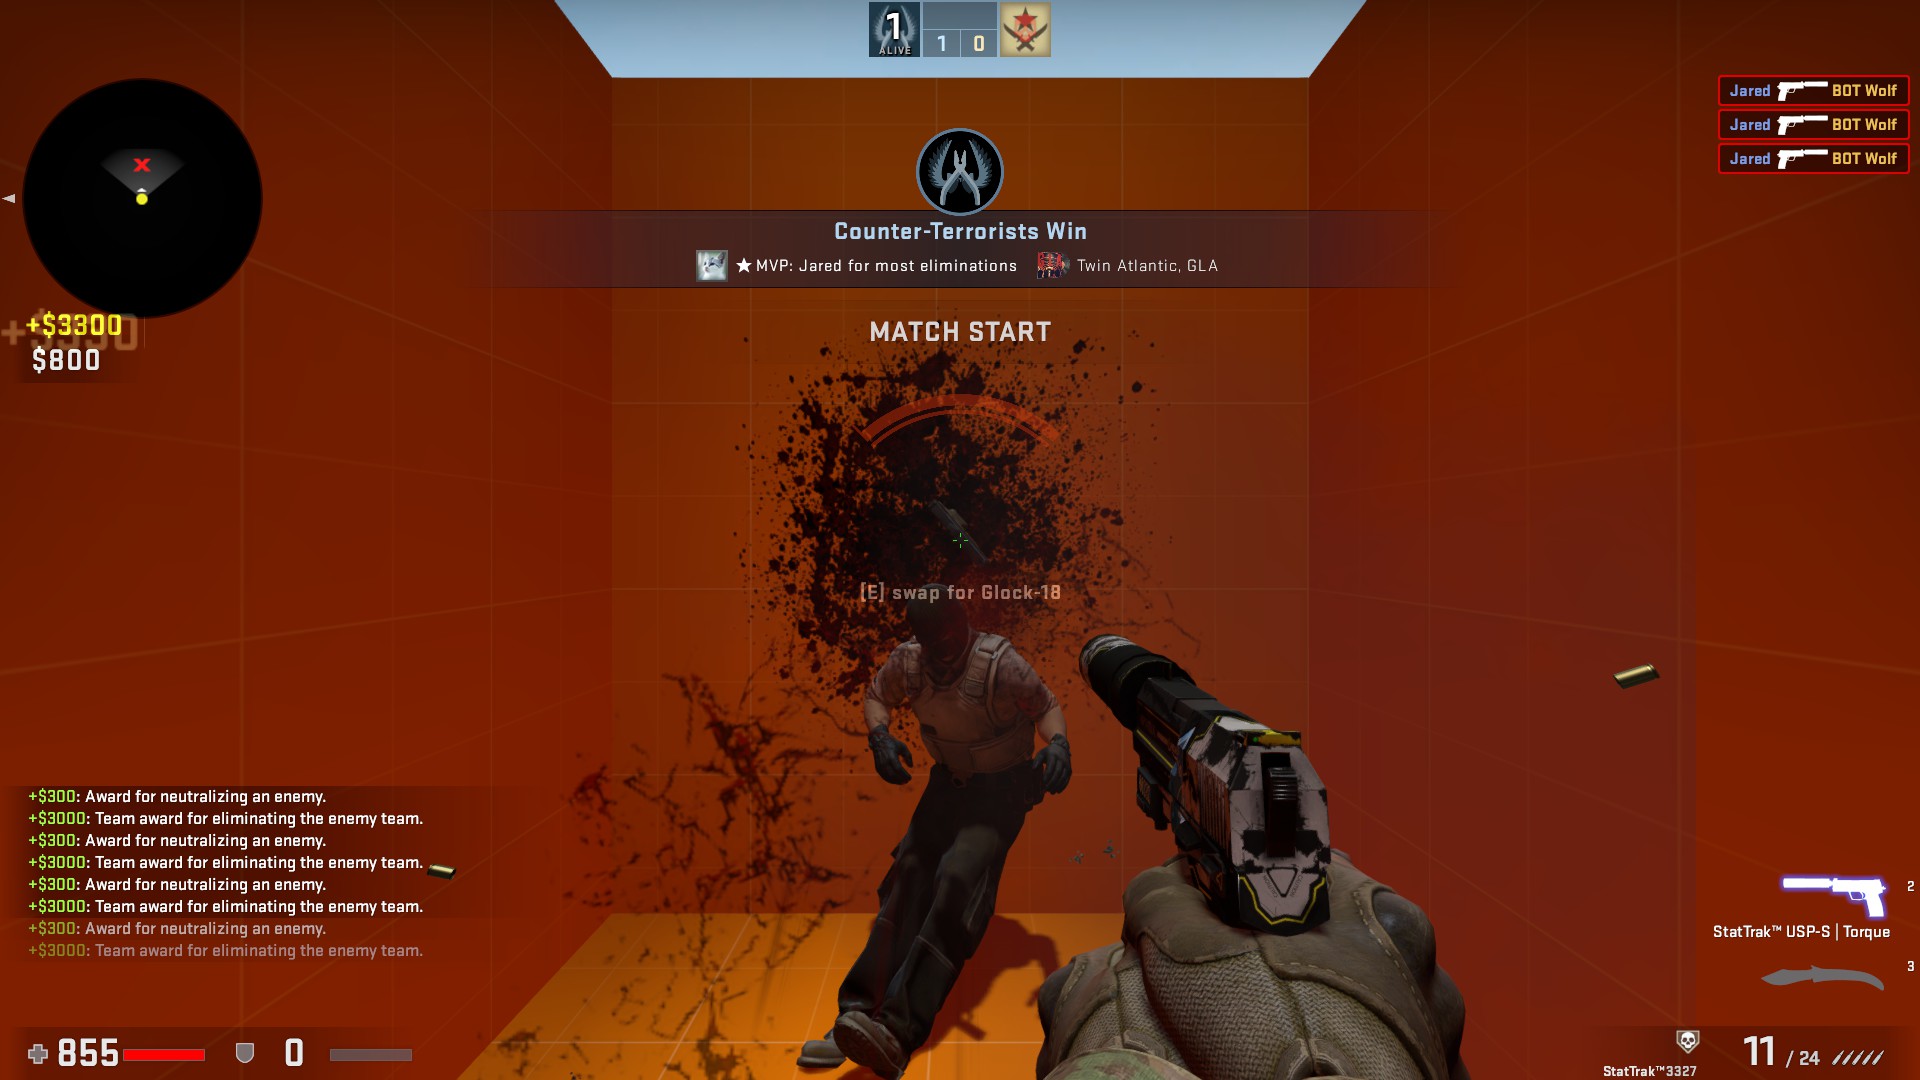 1
ALIVE
1 0
Jared BOT Wolf
Jared BOT Wolf
Jared BOT Wolf
Counter-Terrorists Win
★ MVP: Jared for most eliminations Twin Atlantic, GLA
MATCH START
+$3300
$800
[E] swap for Glock-18
+$300: Award for neutralizing an enemy.
+$3000: Team award for eliminating the enemy team.
+$300: Award for neutralizing an enemy.
+$3000: Team award for eliminating the enemy team.
+$300: Award for neutralizing an enemy.
+$3000: Team award for eliminating the enemy team.
+$300: Award for neutralizing an enemy.
+$3000: Team award for eliminating the enemy team.
2
StatTrak™ USP-S | Torque
3
855 0
11 / 24
StatTrak™3327